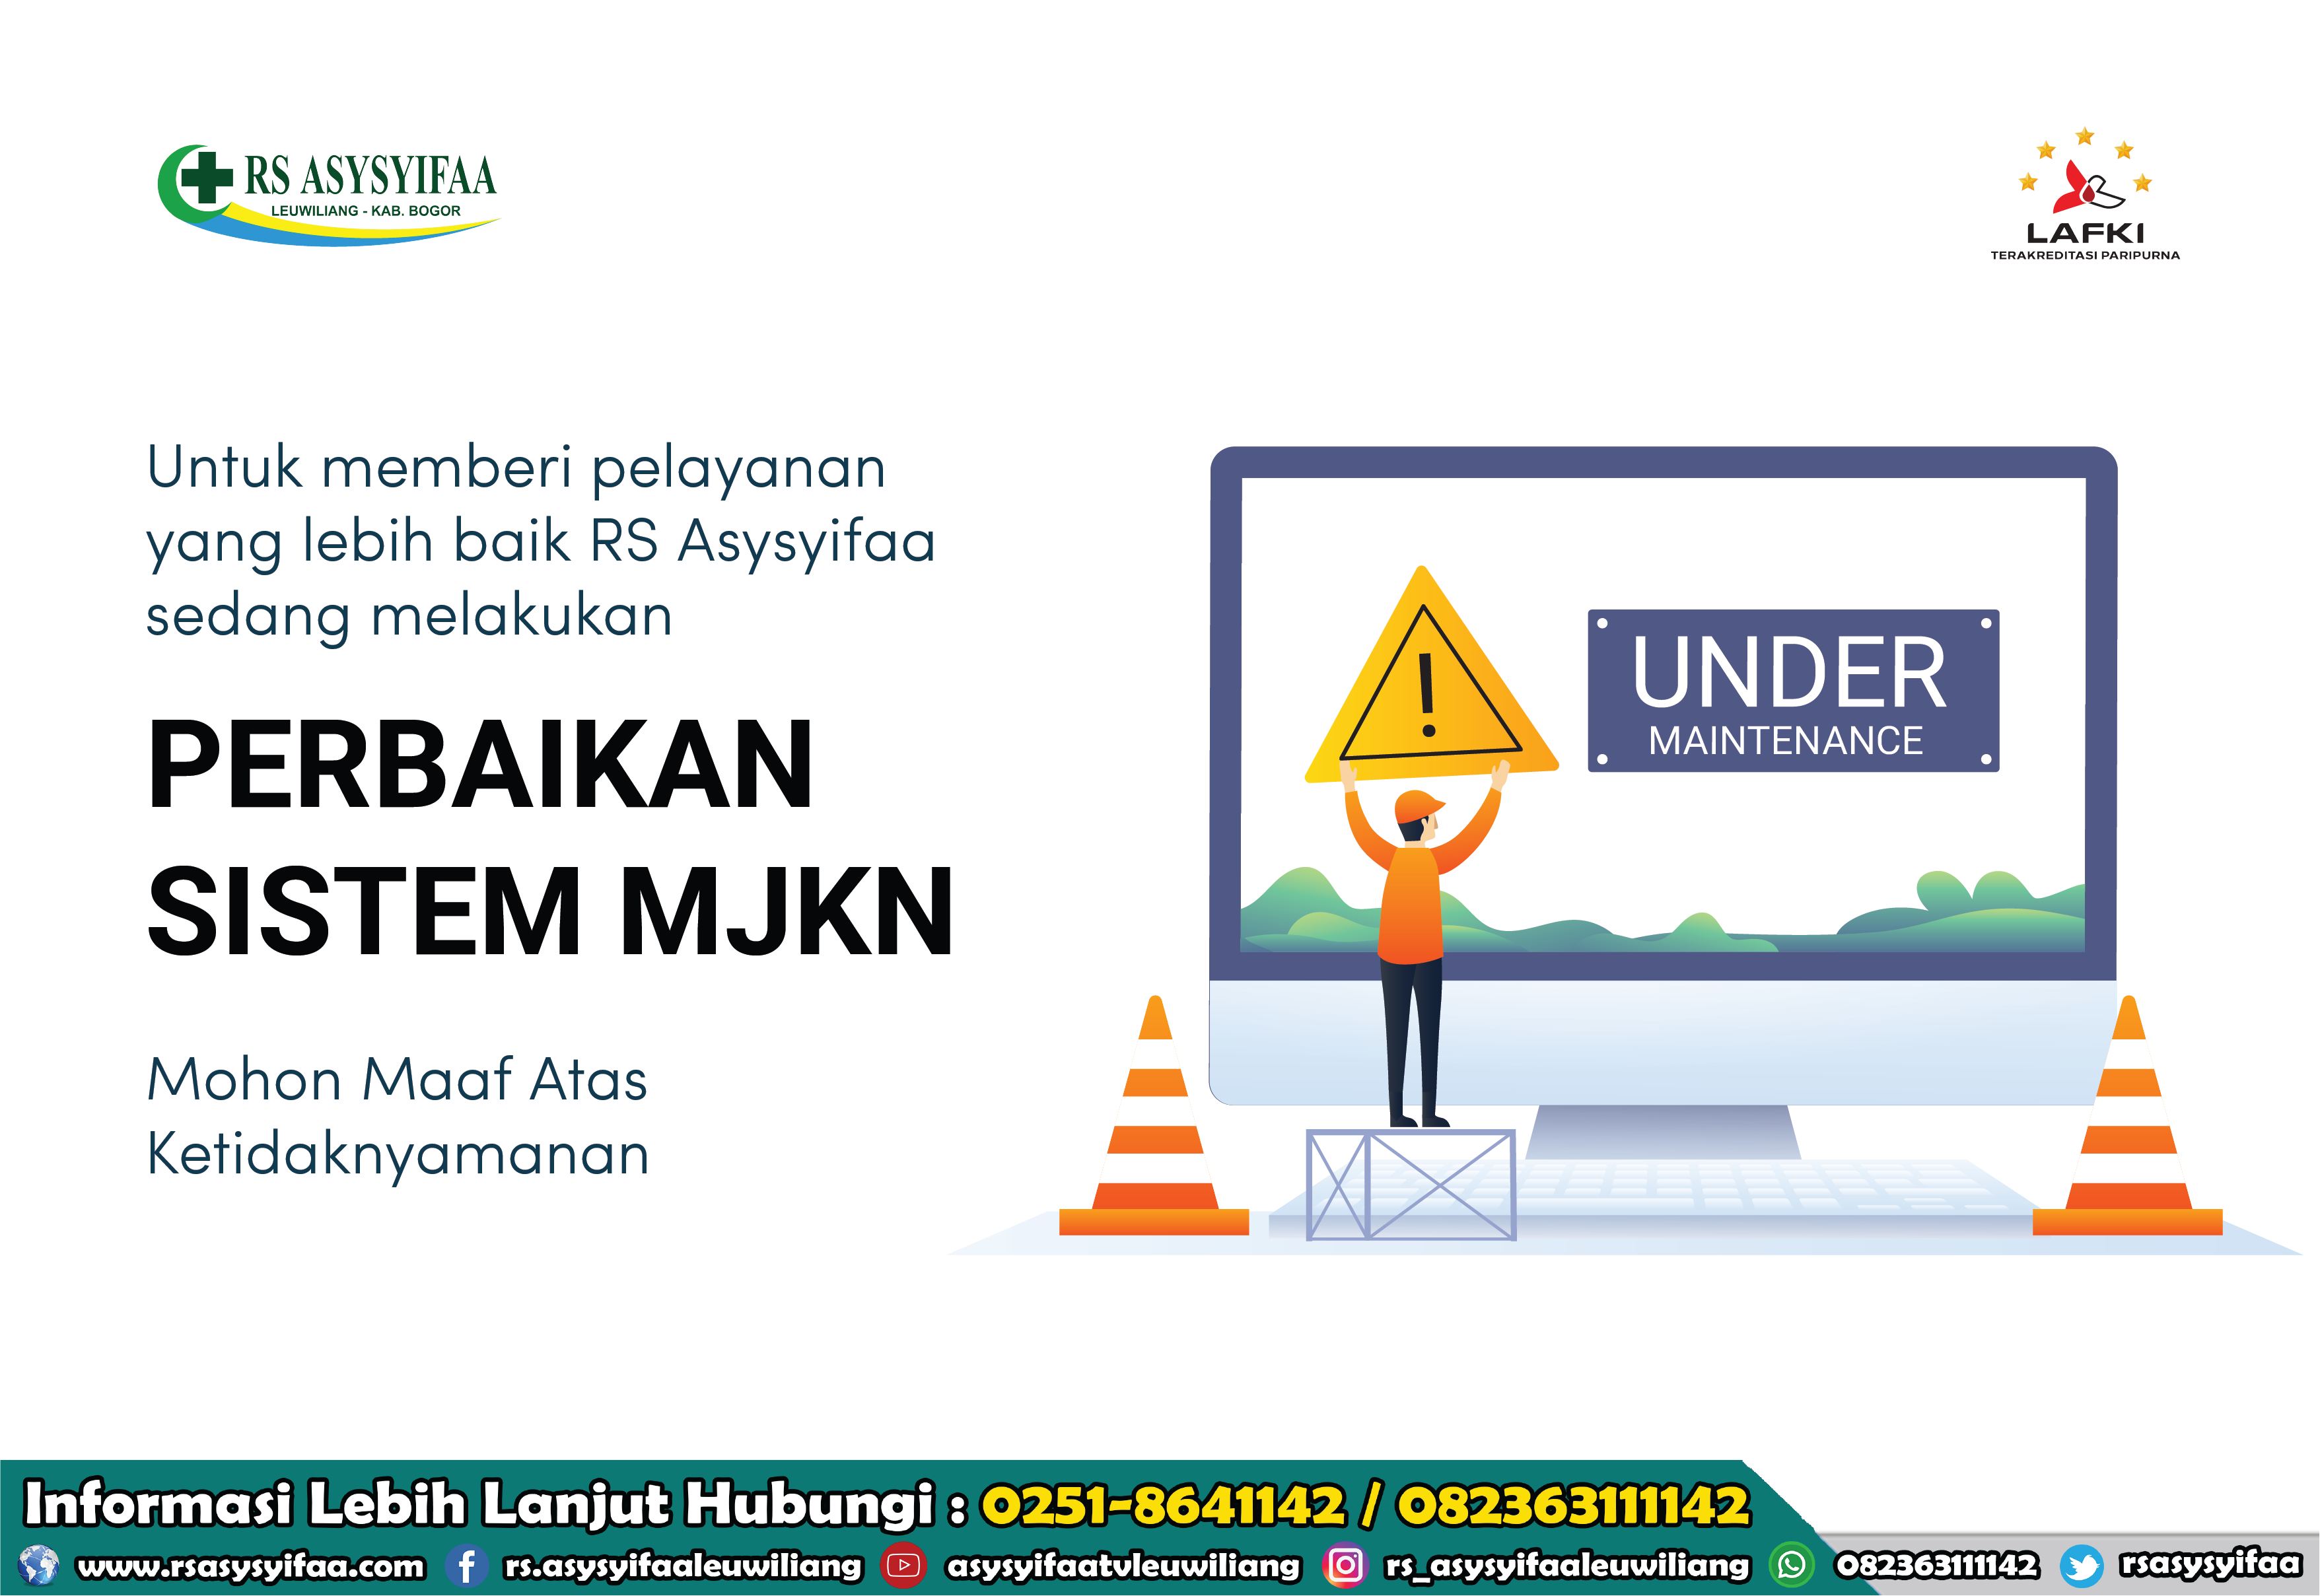 RS ASYSYIFAA
LEUWILIANG - KAB. BOGOR
LAFKI
TERAKREDITASI PARIPURNA
Untuk memberi pelayanan
yang lebih baik RS Asysyifaa
sedang melakukan
PERBAIKAN
SISTEM MJKN
Mohon Maaf Atas
Ketidaknyamanan
!
UNDER
MAINTENANCE
Informasi Lebih Lanjut Hubungi : 0251-8641142 / 082363111142
www.rsasysyifaa.com rs.asysyifaaleuwiliang asysyifaatvleuwiliang rs_asysyifaaleuwiliang 082363111142 rsasysyifaa